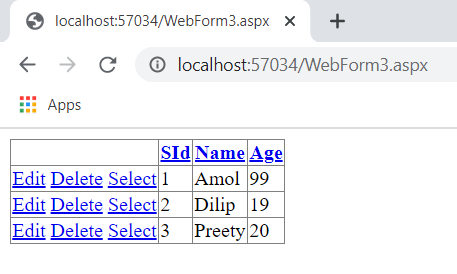 localhost:57034/WebForm3.aspx
localhost:57034/WebForm3.aspx
Apps
SId Name Age
Edit Delete Select 1 Amol 99
Edit Delete Select 2 Dilip 19
Edit Delete Select 3 Preety 20